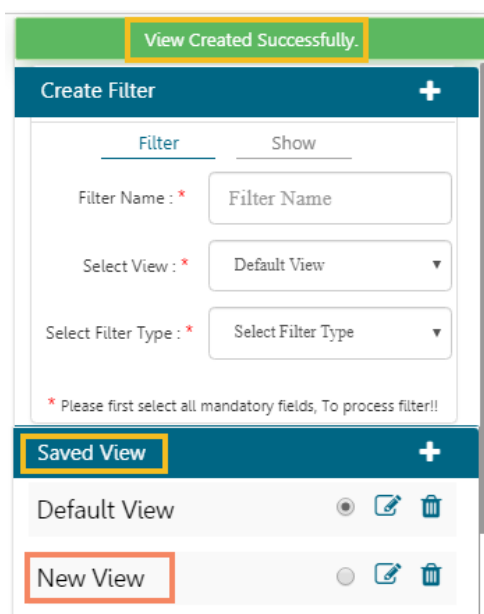 View Created Successfully.
Create Filter
Filter Show
Filter Name : * Filter Name
Select View : * Default View
Select Filter Type : * Select Filter Type
* Please first select all mandatory fields, To process filter!!
Saved View
Default View
New View